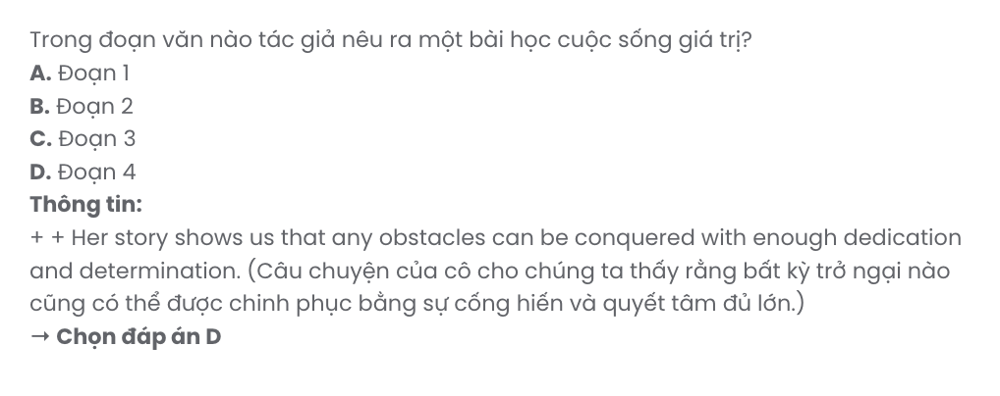 Trong đoạn văn nào tác giả nêu ra một bài học cuộc sống giá trị?
A. Đoạn 1
B. Đoạn 2
C. Đoạn 3
D. Đoạn 4
Thông tin:
+ + Her story shows us that any obstacles can be conquered with enough dedication
and determination. (Câu chuyện của cô cho chúng ta thấy rằng bất kỳ trở ngại nào
cũng có thể được chinh phục bằng sự cống hiến và quyết tâm đủ lớn.)
→ Chọn đáp án D